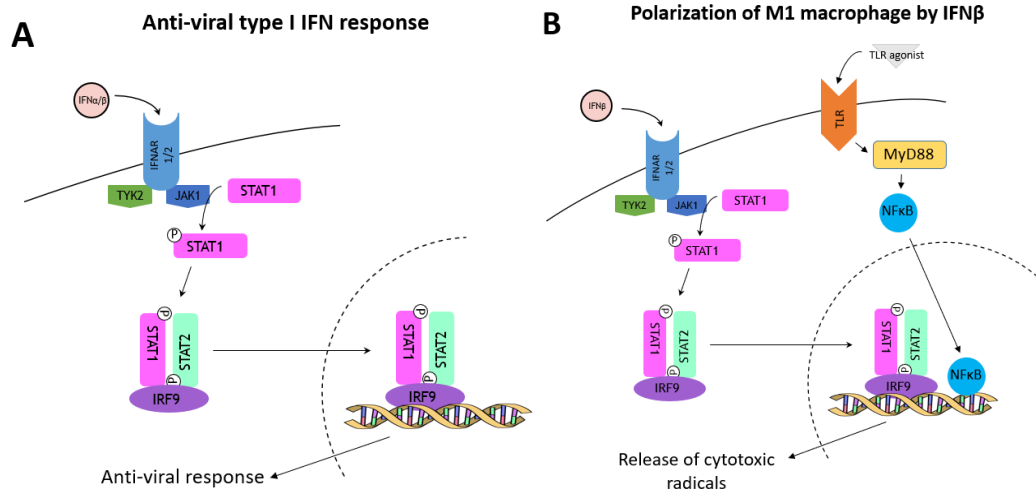 A
Anti-viral type I IFN response
IFNα/β
IFNAR
1/2
TYK2
JAK1
STAT1
P
STAT1
P
STAT1
STAT2
P
IRF9
P
STAT1
STAT2
P
IRF9
Anti-viral response
B
Polarization of M1 macrophage by IFNβ
TLR agonist
IFNβ
TLR
IFNAR
1/2
MyD88
TYK2
JAK1
STAT1
NFκB
P
STAT1
P
STAT1
STAT2
P
IRF9
P
STAT1
STAT2
P
IRF9
NFκB
Release of cytotoxic
radicals